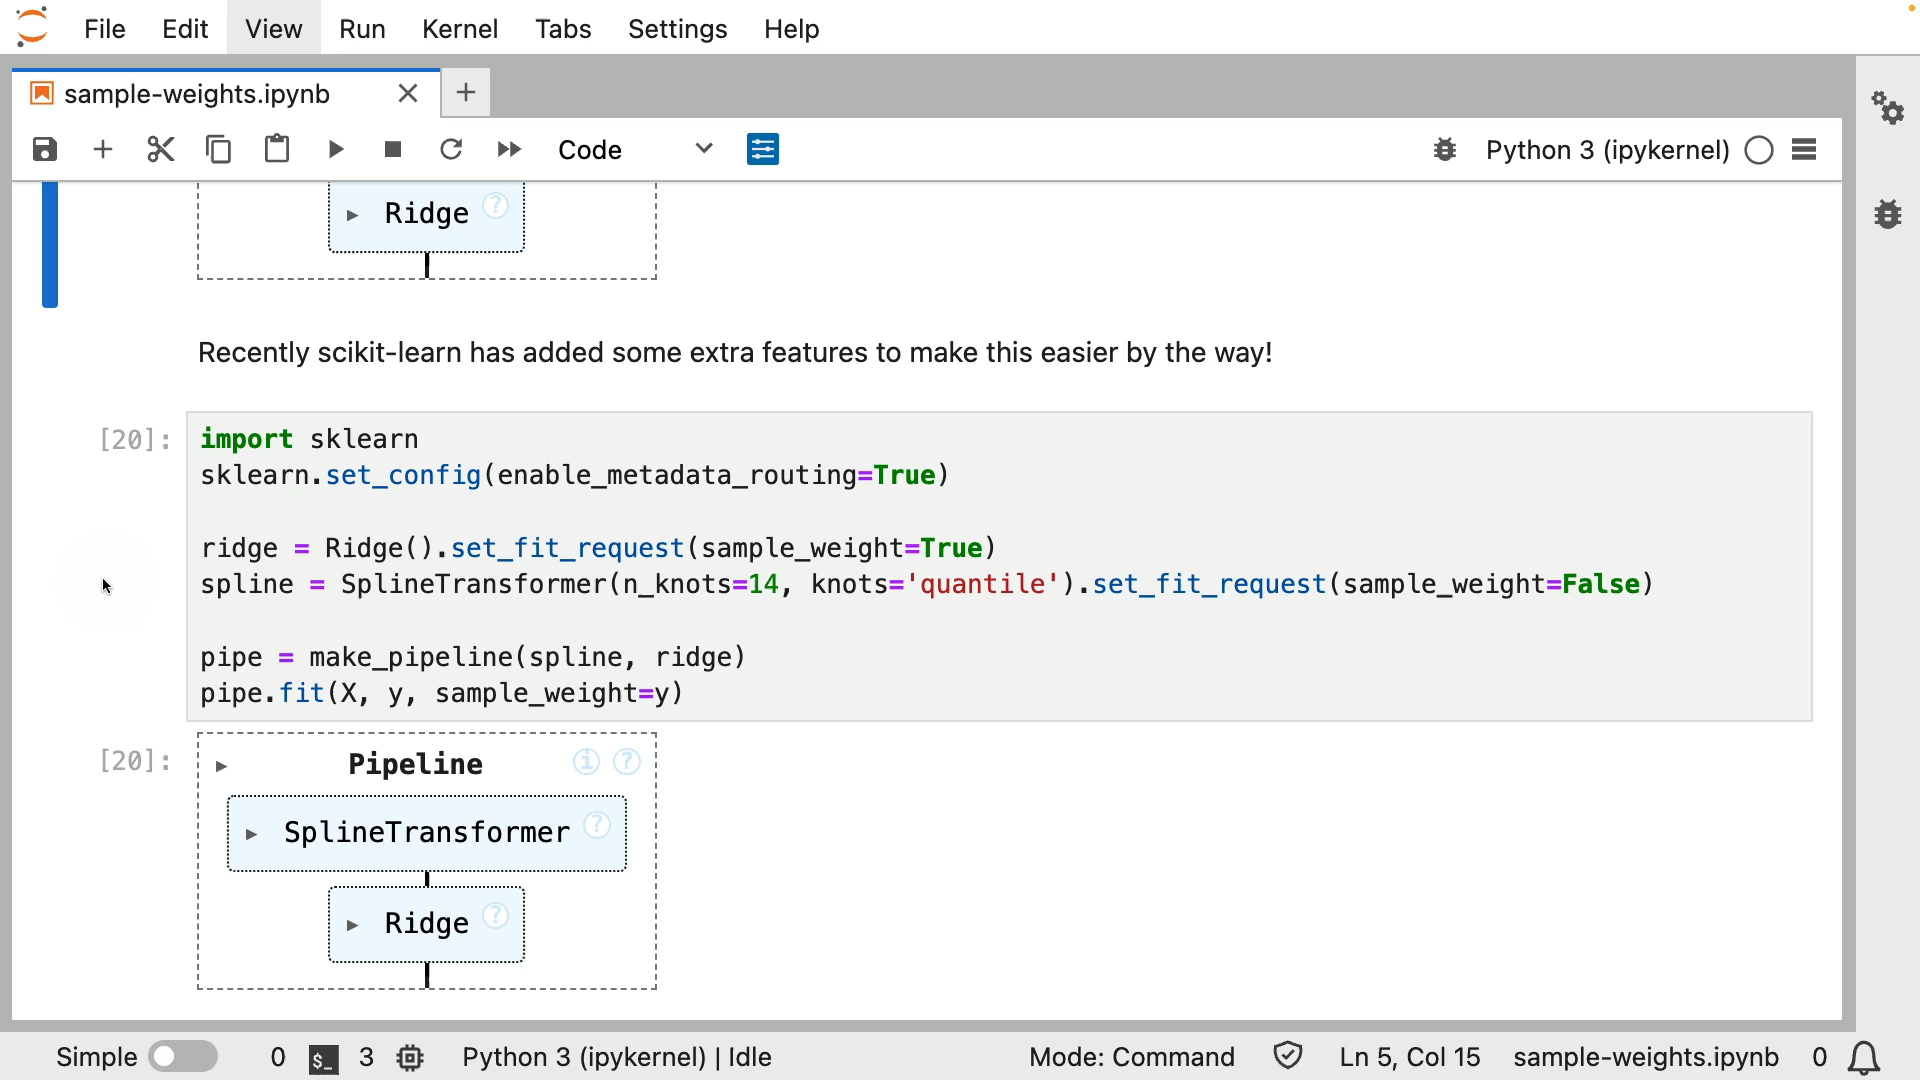 File Edit View Run Kernel Tabs Settings Help
sample-weights.ipynb
Code
Python 3 (ipykernel)
Ridge ?
Recently scikit-learn has added some extra features to make this easier by the way!
[20]:
import sklearn
sklearn.set_config(enable_metadata_routing=True)
ridge = Ridge().set_fit_request(sample_weight=True)
spline = SplineTransformer(n_knots=14, knots='quantile').set_fit_request(sample_weight=False)
pipe = make_pipeline(spline, ridge)
pipe.fit(X, y, sample_weight=y)
[20]:
Pipeline i ?
SplineTransformer ?
Ridge ?
Simple 0 $_ 3 Python 3 (ipykernel) | Idle Mode: Command Ln 5, Col 15 sample-weights.ipynb 0